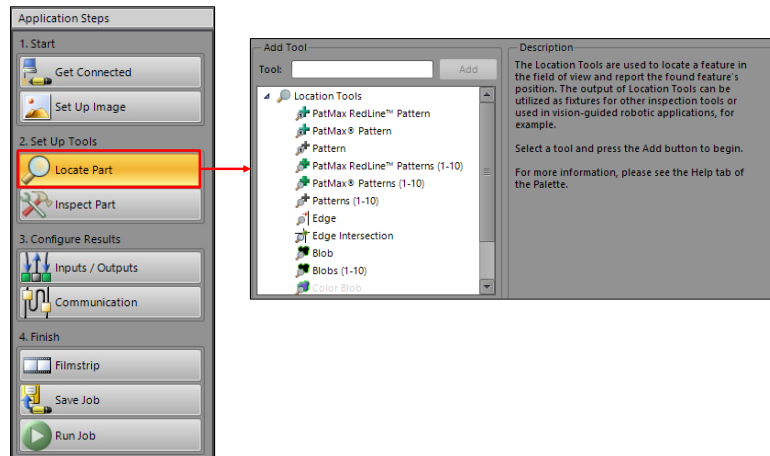 Application Steps
1. Start
Get Connected
Set Up Image
2. Set Up Tools
Locate Part
Inspect Part
3. Configure Results
Inputs / Outputs
Communication
4. Finish
Filmstrip
Save Job
Run Job
Add Tool
Tool:
Add
Location Tools
PatMax RedLine™ Pattern
PatMax® Pattern
Pattern
PatMax RedLine™ Patterns (1-10)
PatMax® Patterns (1-10)
Patterns (1-10)
Edge
Edge Intersection
Blob
Blobs (1-10)
Color Blob
Description
The Location Tools are used to locate a feature in
the field of view and report the found feature's
position. The output of Location Tools can be
utilized as fixtures for other inspection tools or
used in vision-guided robotic applications, for
example.
Select a tool and press the Add button to begin.
For more information, please see the Help tab of
the Palette.